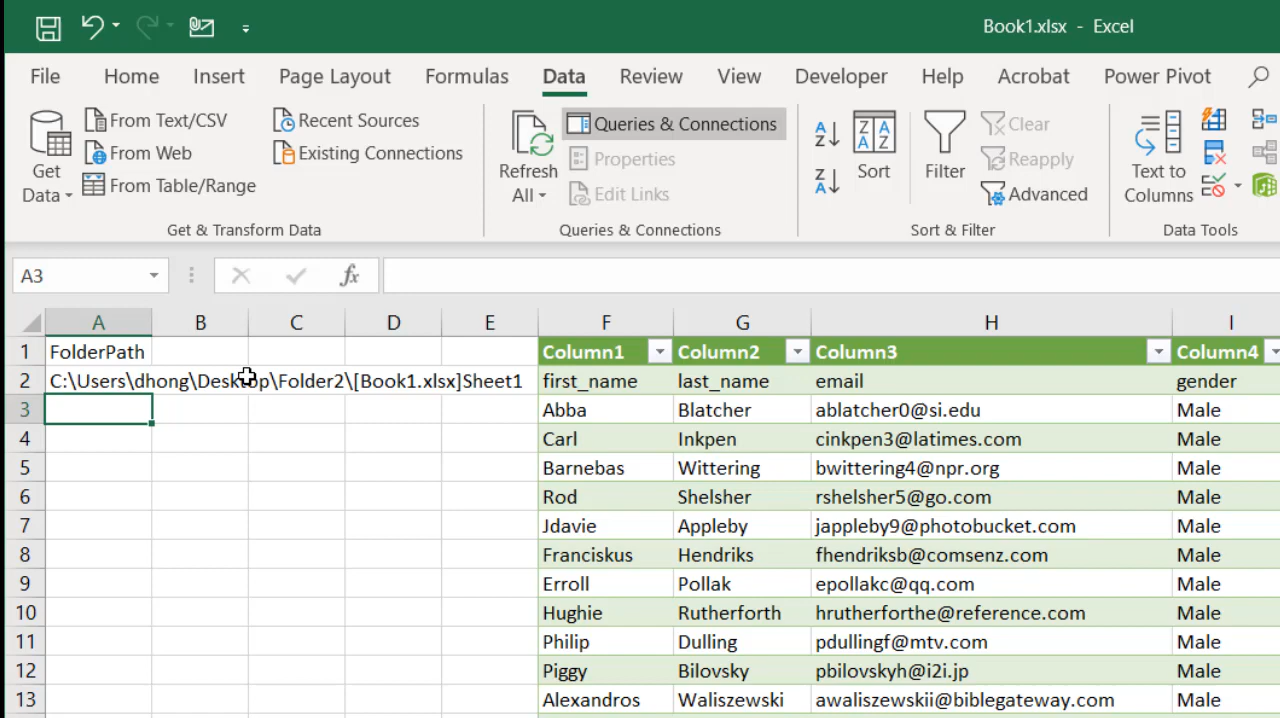 Book1.xlsx - Excel
File Home Insert Page Layout Formulas Data Review View Developer Help Acrobat Power Pivot
Get Data
From Text/CSV
From Web
From Table/Range
Recent Sources
Existing Connections
Get & Transform Data
Refresh All
Queries & Connections
Properties
Edit Links
Queries & Connections
Sort
Filter
Clear
Reapply
Advanced
Sort & Filter
Text to Columns
Data Tools
A3 fx
A B C D E F G H I
1 FolderPath Column1 Column2 Column3 Column4
2 C:\Users\dhong\Desktop\Folder2\[Book1.xlsx]Sheet1 first_name last_name email gender
3 Abba Blatcher ablatcher0@si.edu Male
4 Carl Inkpen cinkpen3@latimes.com Male
5 Barnebas Wittering bwittering4@npr.org Male
6 Rod Shelsher rshelsher5@go.com Male
7 Jdavie Appleby jappleby9@photobucket.com Male
8 Franciskus Hendriks fhendriksb@comsenz.com Male
9 Erroll Pollak epollakc@qq.com Male
10 Hughie Rutherforth hrutherforthe@reference.com Male
11 Philip Dulling pdullingf@mtv.com Male
12 Piggy Bilovsky pbilovskyh@i2i.jp Male
13 Alexandros Waliszewski awaliszewskii@biblegateway.com Male